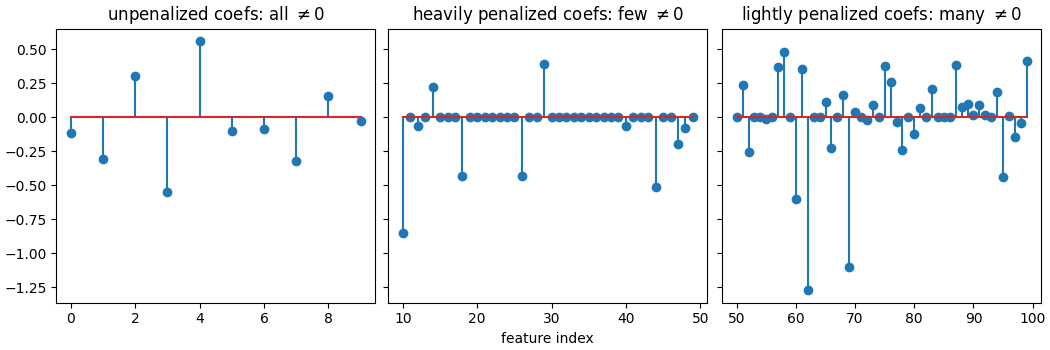 unpenalized coefs: all ≠0
heavily penalized coefs: few ≠0
lightly penalized coefs: many ≠0
0.50
0.25
0.00
−0.25
−0.50
−0.75
−1.00
−1.25
0 2 4 6 8
10 20 30 40 50
50 60 70 80 90 100
feature index